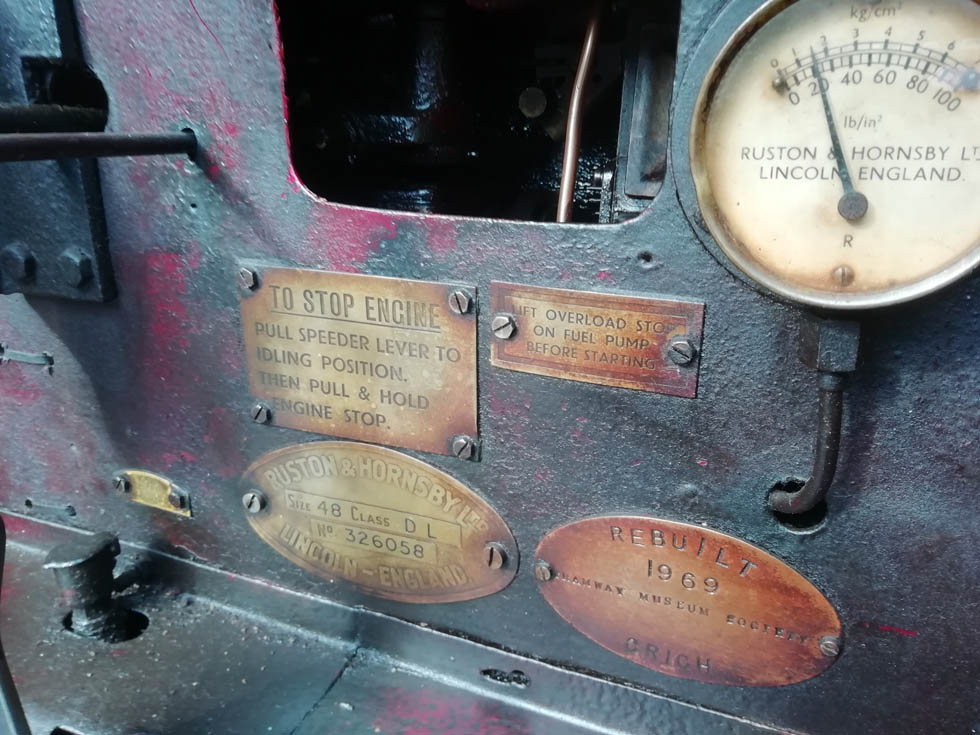 kg/cm²
0 1 2 3 4 5 6
0 20 40 60 80 100
lb/in²
RUSTON & HORNSBY LT
LINCOLN ENGLAND.
R
TO STOP ENGINE
PULL SPEEDER LEVER TO
IDLING POSITION.
THEN PULL & HOLD
ENGINE STOP.
LIFT OVERLOAD STOP
ON FUEL PUMP
BEFORE STARTING
RUSTON & HORNSBY LTD
SIZE 48 CLASS D L
No 326058
LINCOLN-ENGLAND.
REBUILT
1969
TRAMWAY MUSEUM SOCIETY
CRICH